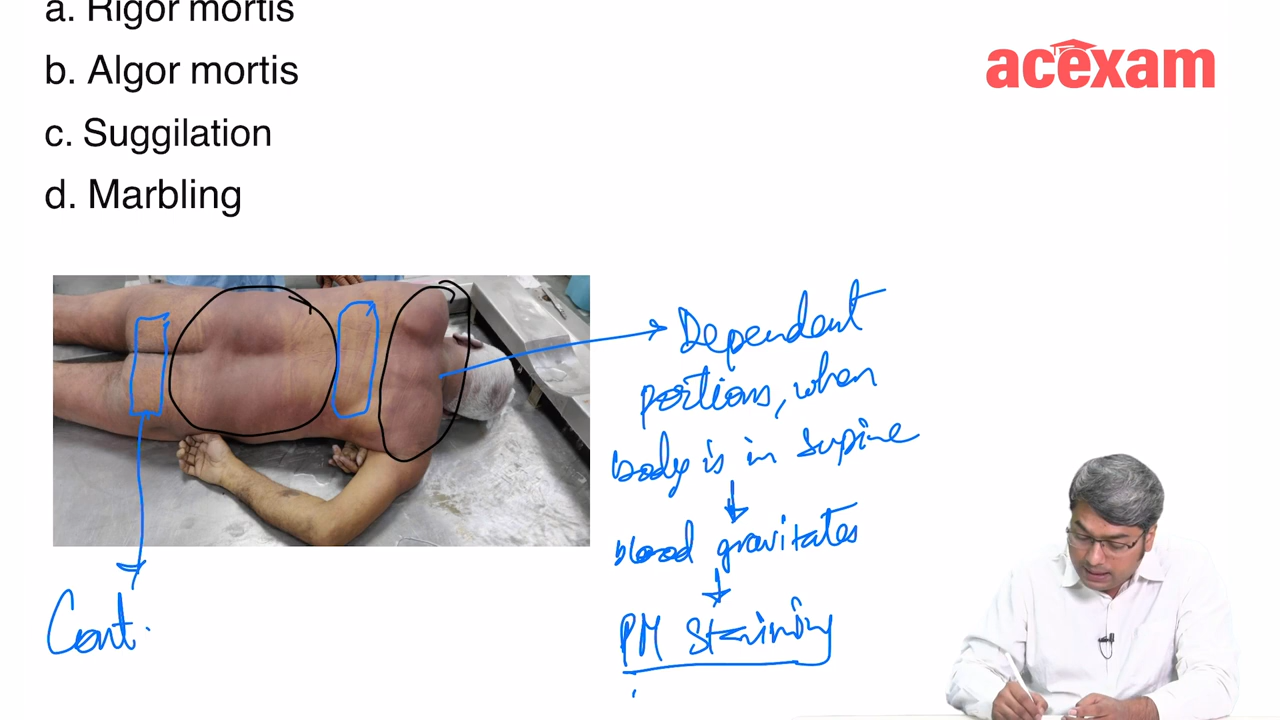 a. Rigor mortis
acexam
b. Algor mortis
c. Suggilation
d. Marbling
Dependent
portions, when
body is in supine
blood gravitates
PM Staining
Cont.